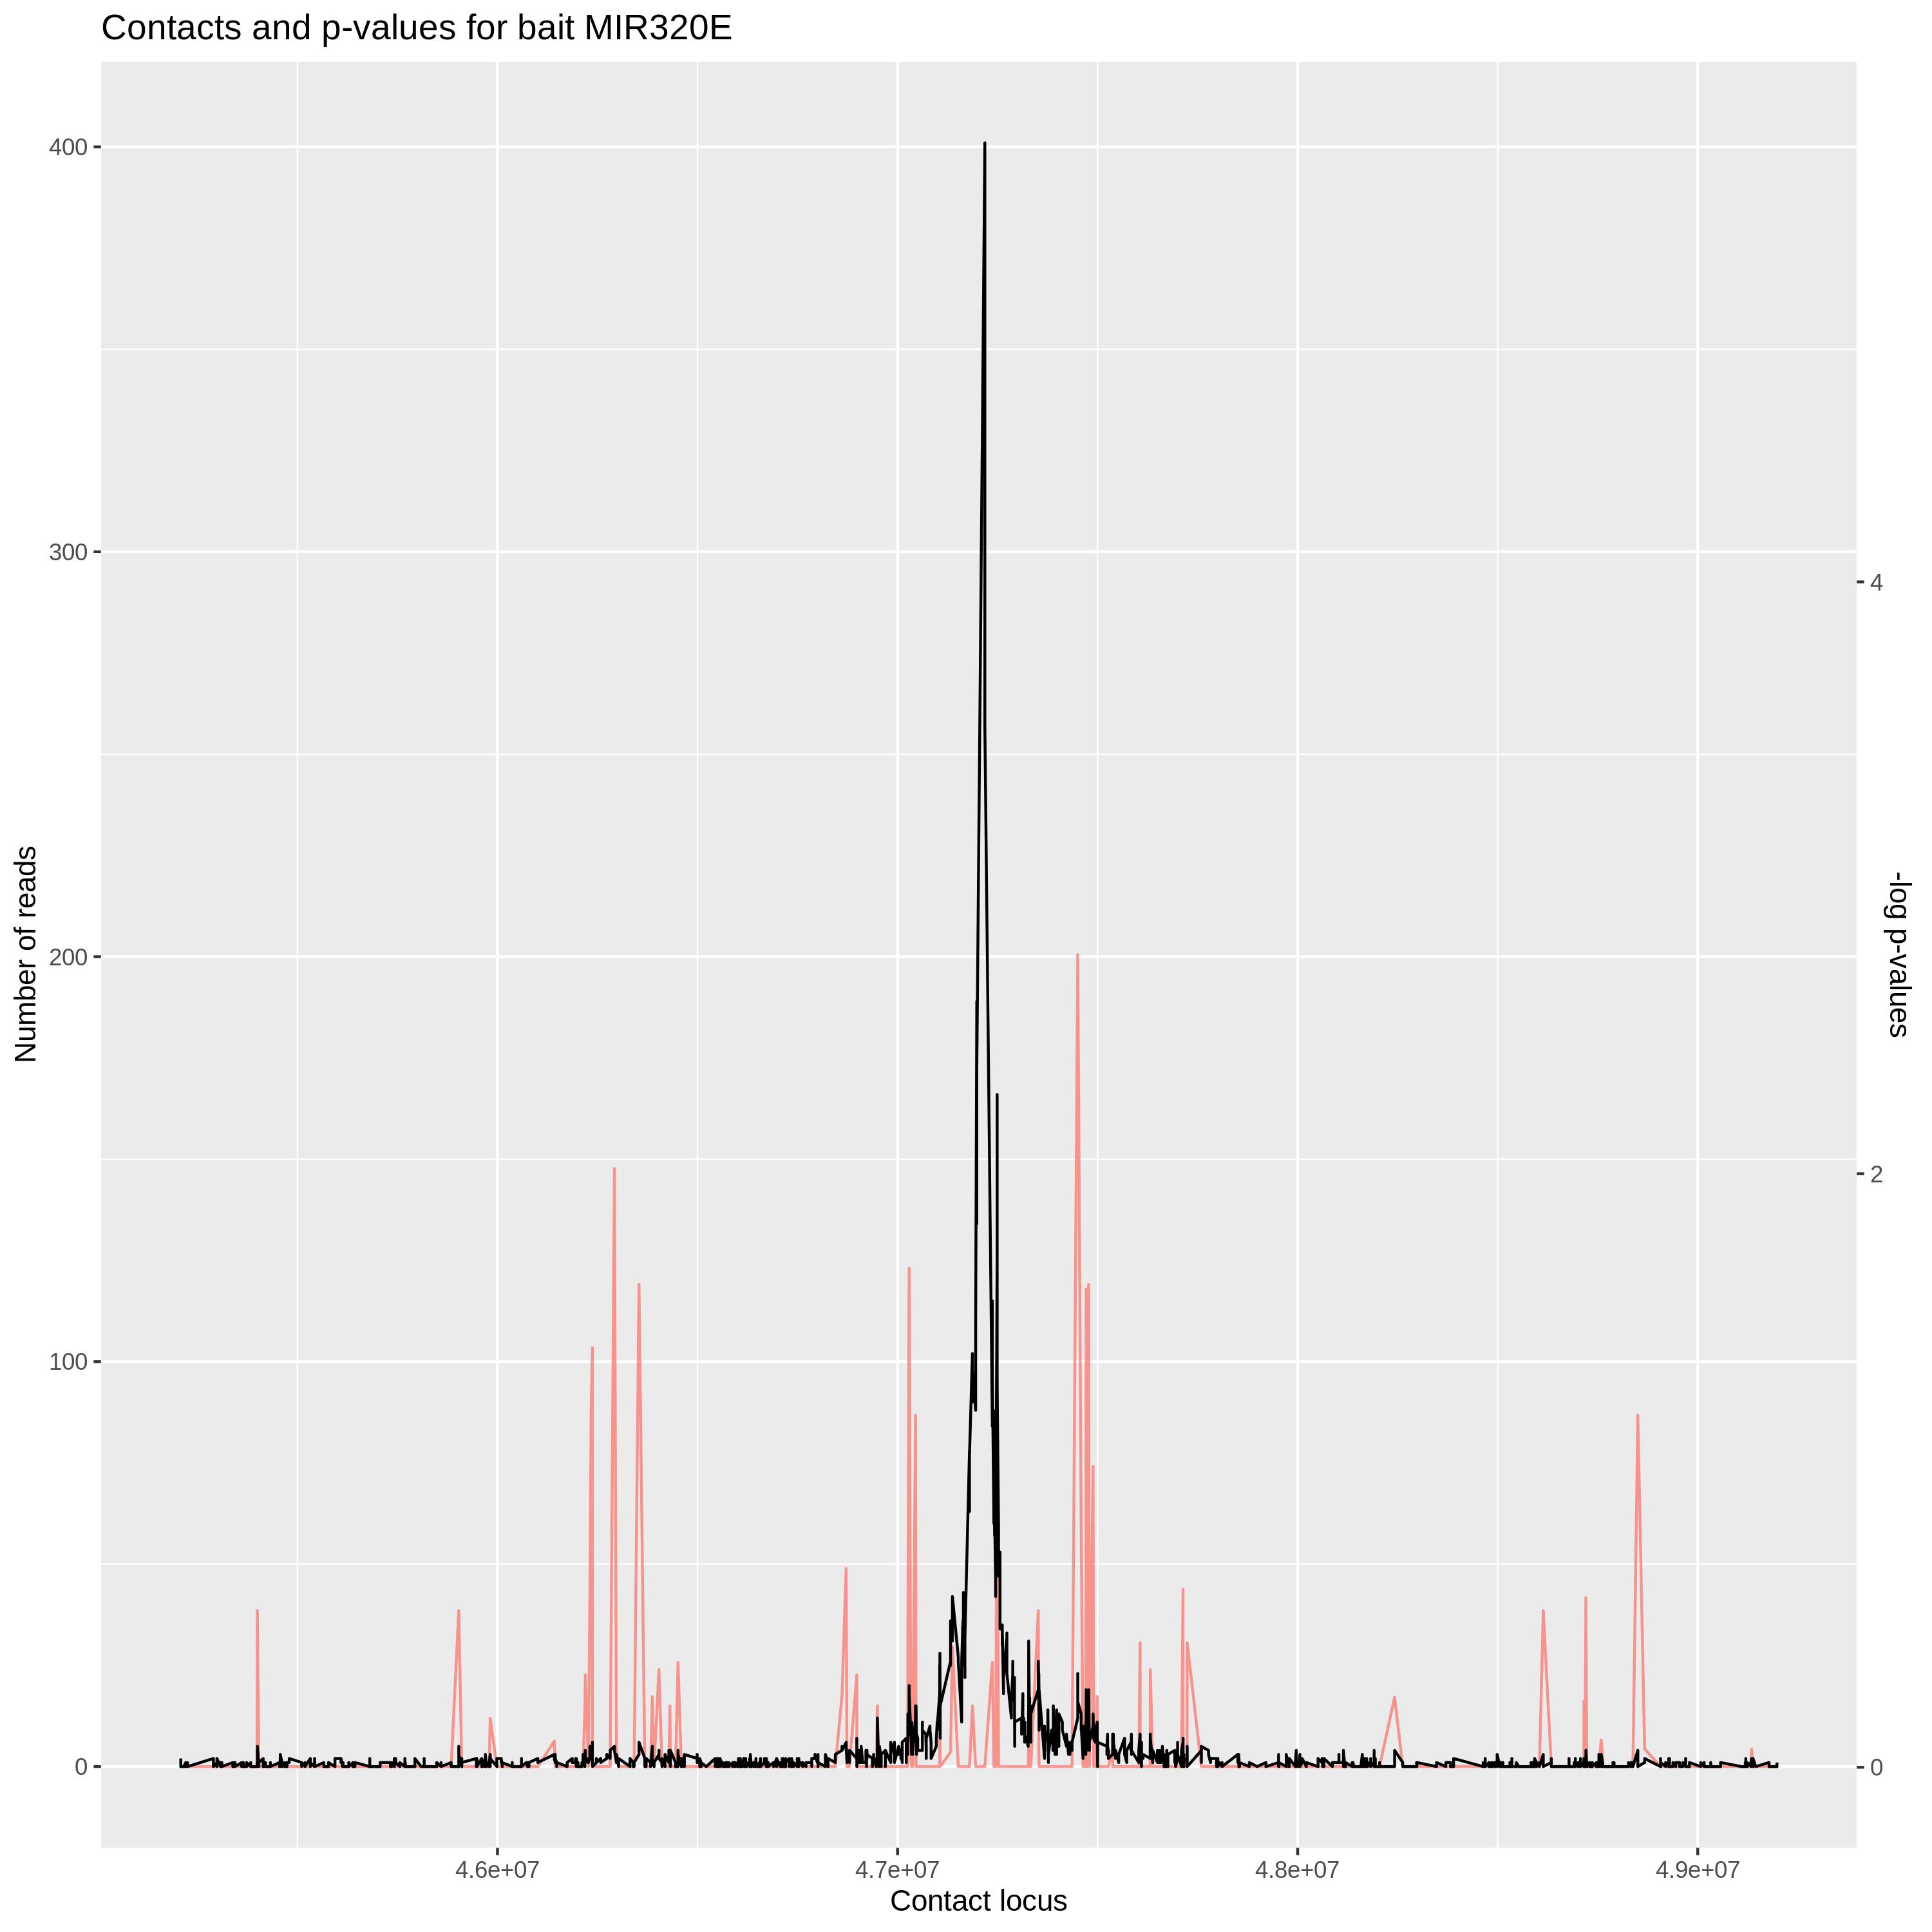 Contacts and p-values for bait MIR320E
400
300
200
100
0
Number of reads
4
2
0
-log p-values
4.6e+07
4.7e+07
4.8e+07
4.9e+07
Contact locus